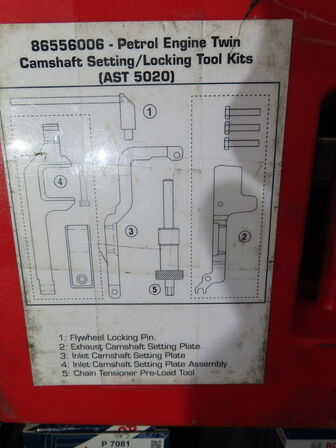 86556006 - Petrol Engine Twin
Camshaft Setting/Locking Tool Kits
(AST 5020)
1
4
3
2
5
1: Flywheel Locking Pin.
2: Exhaust Camshaft Setting Plate.
3: Inlet Camshaft Setting Plate
4: Inlet Camshaft Setting Plate Assembly
5: Chain Tensioner Pre-Load Tool
P 7081